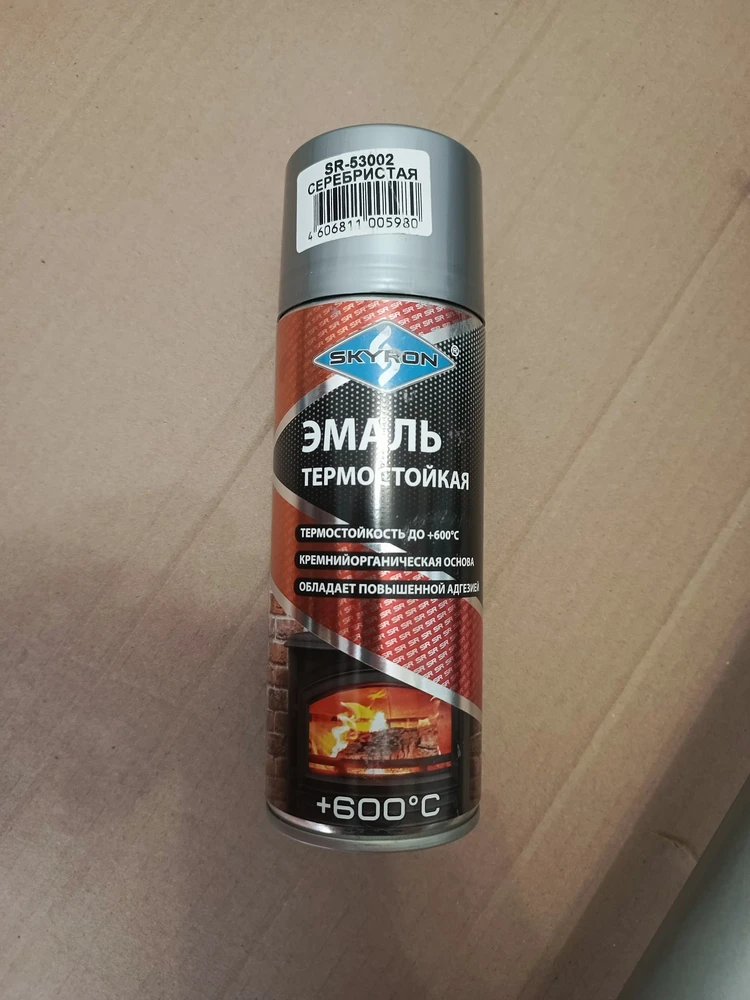 SR-53002
СЕРЕБРИСТАЯ
4 606811 005980
SKYRON®
ЭМАЛЬ
ТЕРМОСТОЙКАЯ
ТЕРМОСТОЙКОСТЬ ДО +600°С
КРЕМНИЙОРГАНИЧЕСКАЯ ОСНОВА
ОБЛАДАЕТ ПОВЫШЕННОЙ АДГЕЗИЕЙ
+600°C